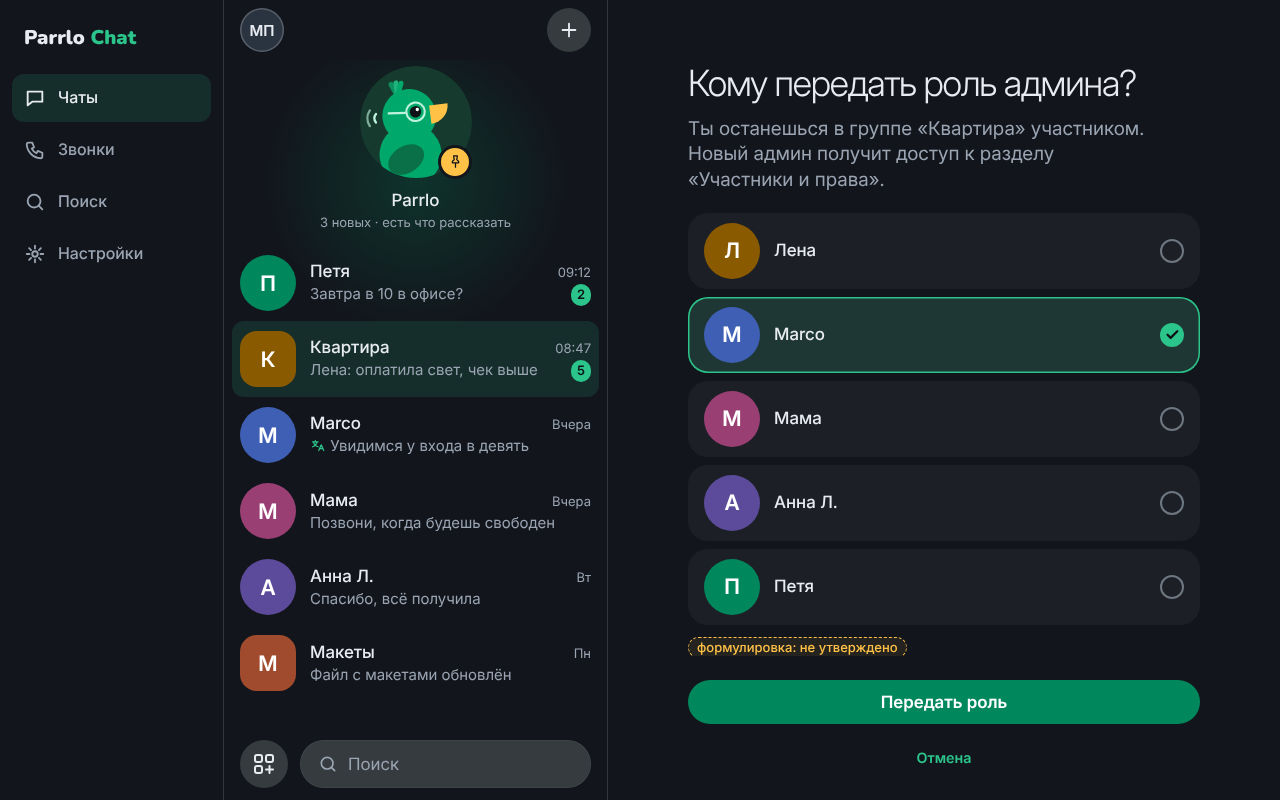 Parrlo Chat
Чаты
Звонки
Поиск
Настройки
МП
Parrlo
3 новых · есть что рассказать
П
Петя
09:12
Завтра в 10 в офисе?
2
К
Квартира
08:47
Лена: оплатила свет, чек выше
5
M
Marco
Вчера
Увидимся у входа в девять
М
Мама
Вчера
Позвони, когда будешь свободен
А
Анна Л.
Вт
Спасибо, всё получила
М
Макеты
Пн
Файл с макетами обновлён
Поиск
Кому передать роль админа?
Ты останешься в группе «Квартира» участником.
Новый админ получит доступ к разделу
«Участники и права».
Л
Лена
M
Marco
М
Мама
А
Анна Л.
П
Петя
формулировка: не утверждено
Передать роль
Отмена